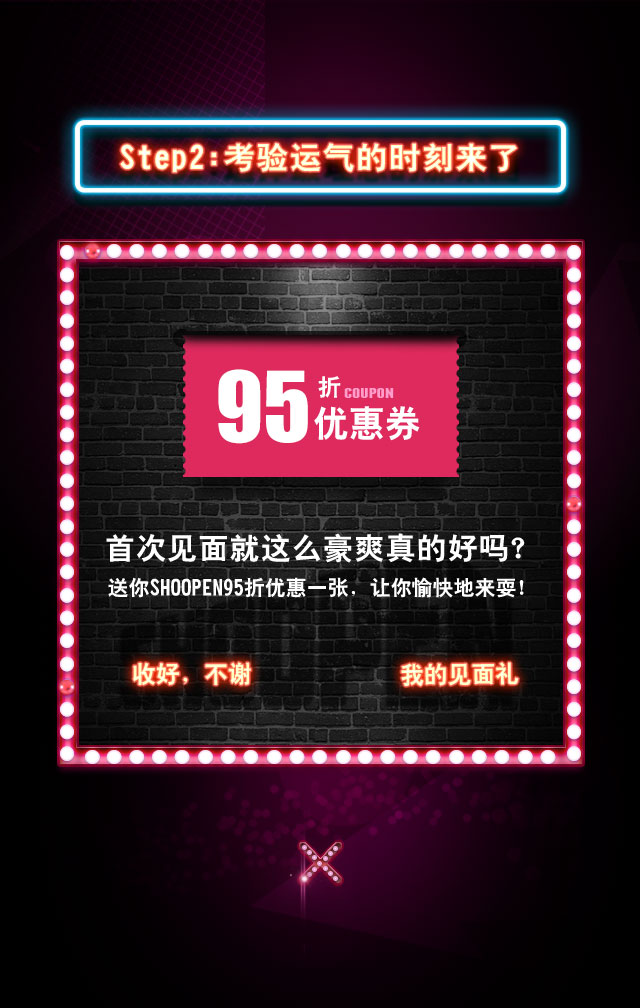 Step2:考验运气的时刻来了
95折 COUPON
优惠券
首次见面就这么豪爽真的好吗?
送你SHOOPEN95折优惠一张，让你愉快地来耍!
收好，不谢
我的见面礼